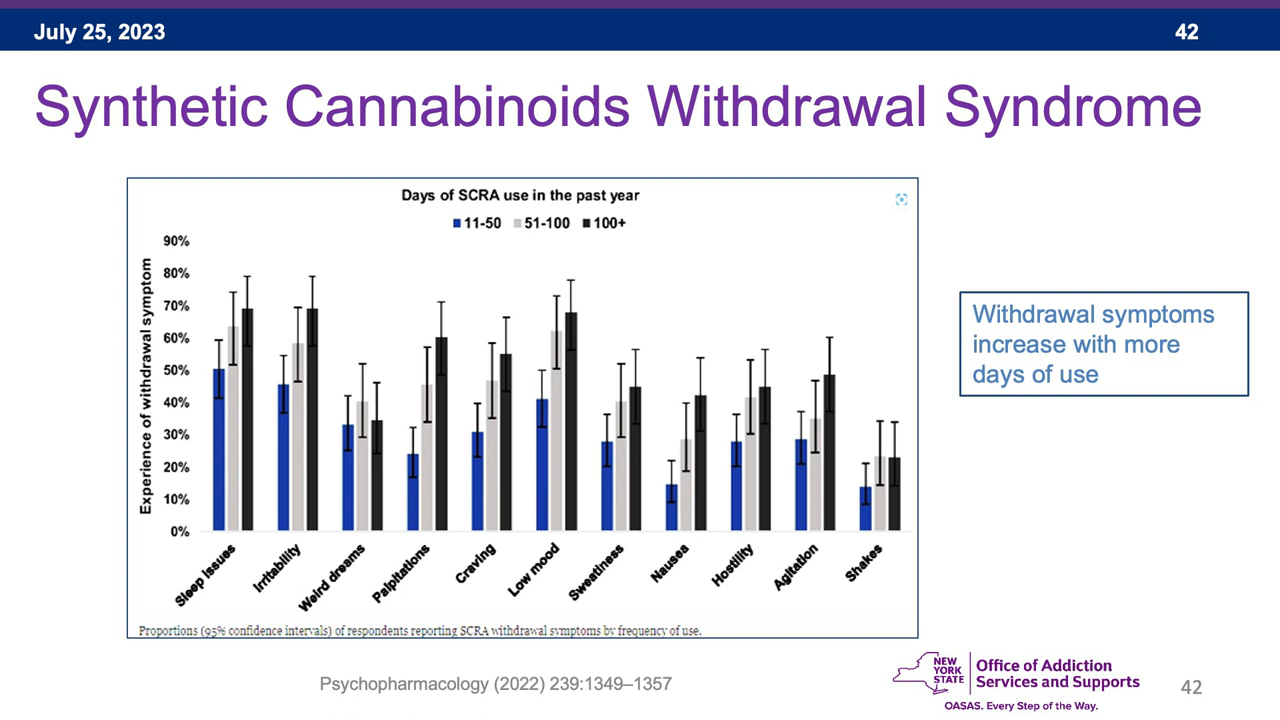 July 25, 2023
42
Synthetic Cannabinoids Withdrawal Syndrome
Days of SCRA use in the past year
11-50 51-100 100+
Experience of withdrawal symptom
90%
80%
70%
60%
50%
40%
30%
20%
10%
0%
Sleep issues
Irritability
Weird dreams
Palpitations
Craving
Low mood
Sweatiness
Nausea
Hostility
Agitation
Shakes
Proportions (95% confidence intervals) of respondents reporting SCRA withdrawal symptoms by frequency of use.
Withdrawal symptoms
increase with more
days of use
Psychopharmacology (2022) 239:1349–1357
NEW
YORK
STATE
Office of Addiction
Services and Supports
OASAS. Every Step of the Way.
42